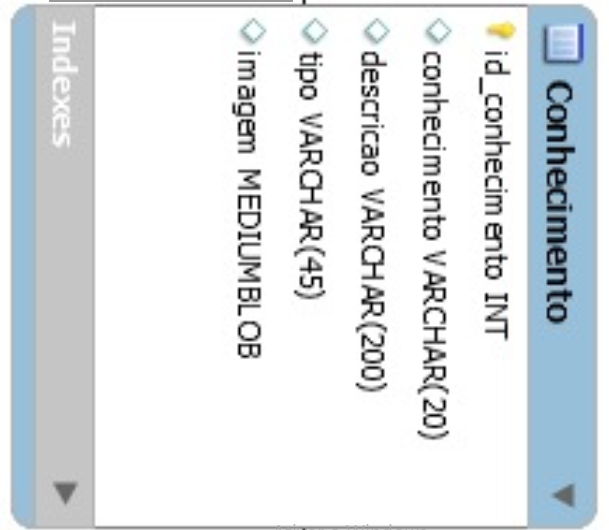 Conhecimento
id_conhecimento INT
conhecimento VARCHAR(20)
descricao VARCHAR(200)
tipo VARCHAR(45)
imagem MEDIUMBLOB
Indexes